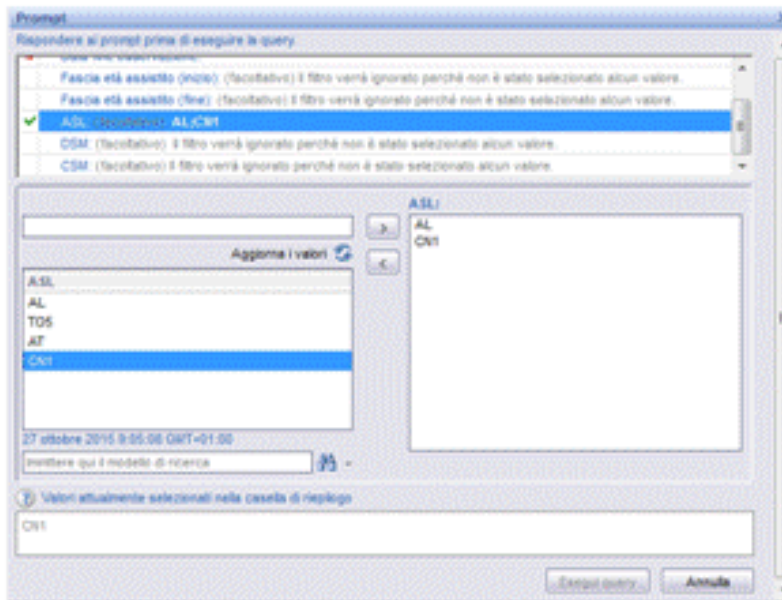 Prompt
Rispondere ai prompt prima di eseguire la query
Fascia età assistito (inizio): (facoltativo) Il filtro verrà ignorato perché non è stato selezionato alcun valore.
Fascia età assistito (fine): (facoltativo) Il filtro verrà ignorato perché non è stato selezionato alcun valore.
ASL: (facoltativo) AL;CN1
DSM: (facoltativo) Il filtro verrà ignorato perché non è stato selezionato alcun valore.
CSM: (facoltativo) Il filtro verrà ignorato perché non è stato selezionato alcun valore.
ASL:
>
AL
CN1
Aggiorna i valori
<
ASL
AL
TO5
AT
CN1
27 ottobre 2015 9:05:08 GMT+01:00
Immettere qui il modello di ricerca
Valori attualmente selezionati nella casella di riepilogo
CN1
Esegui query
Annulla